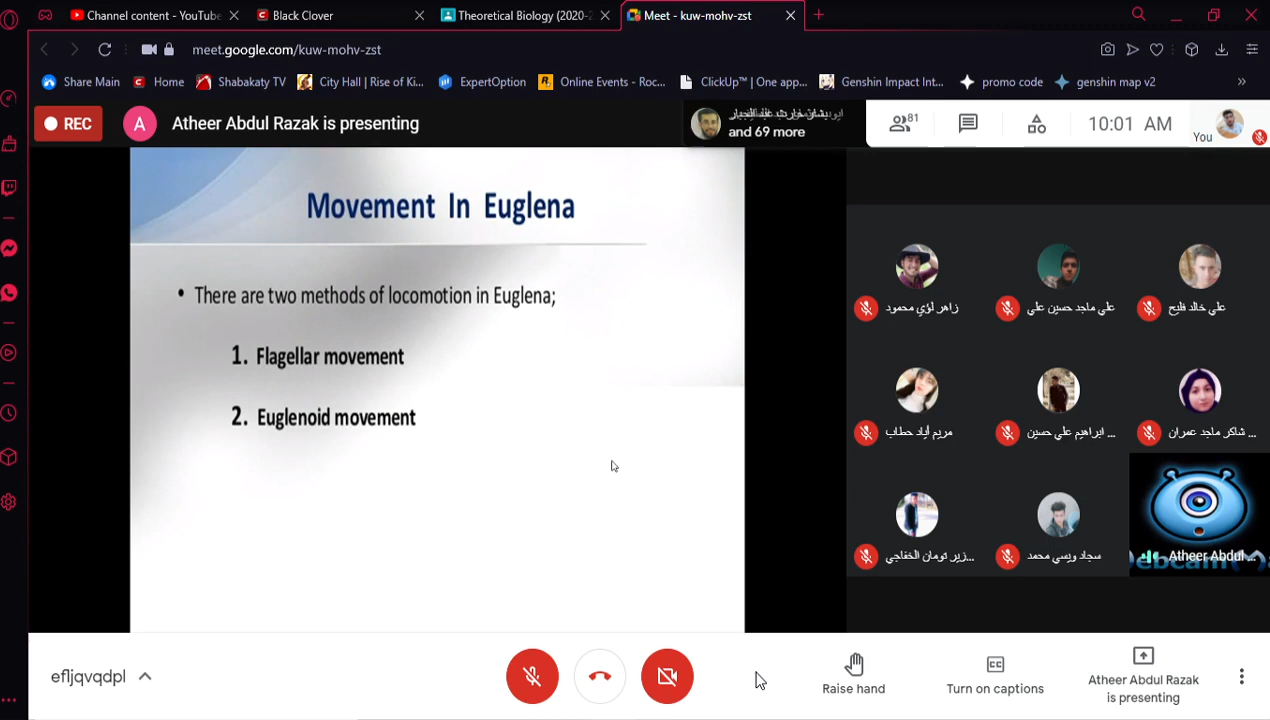 Channel content - YouTube
Black Clover
Theoretical Biology (2020-2
Meet - kuw-mohv-zst
meet.google.com/kuw-mohv-zst
Share Main
Home
Shabakaty TV
City Hall | Rise of Ki...
ExpertOption
Online Events - Roc...
ClickUp™ | One app...
Genshin Impact Int...
promo code
genshin map v2
REC
A
Atheer Abdul Razak is presenting
and 69 more
81
10:01 AM
You
Movement In Euglena
• There are two methods of locomotion in Euglena;
1. Flagellar movement
2. Euglenoid movement
زاهر لؤي محمود
علي ماجد حسين علي
علي خالد فليح
مريم أياد حطاب
ابراهيم علي حسين ...
شاكر ماجد عمران ...
زير تومان الخفاجي...
سجاد ويسي محمد
Atheer Abdul ...
efljqvqdpl
Raise hand
Turn on captions
Atheer Abdul Razak
is presenting